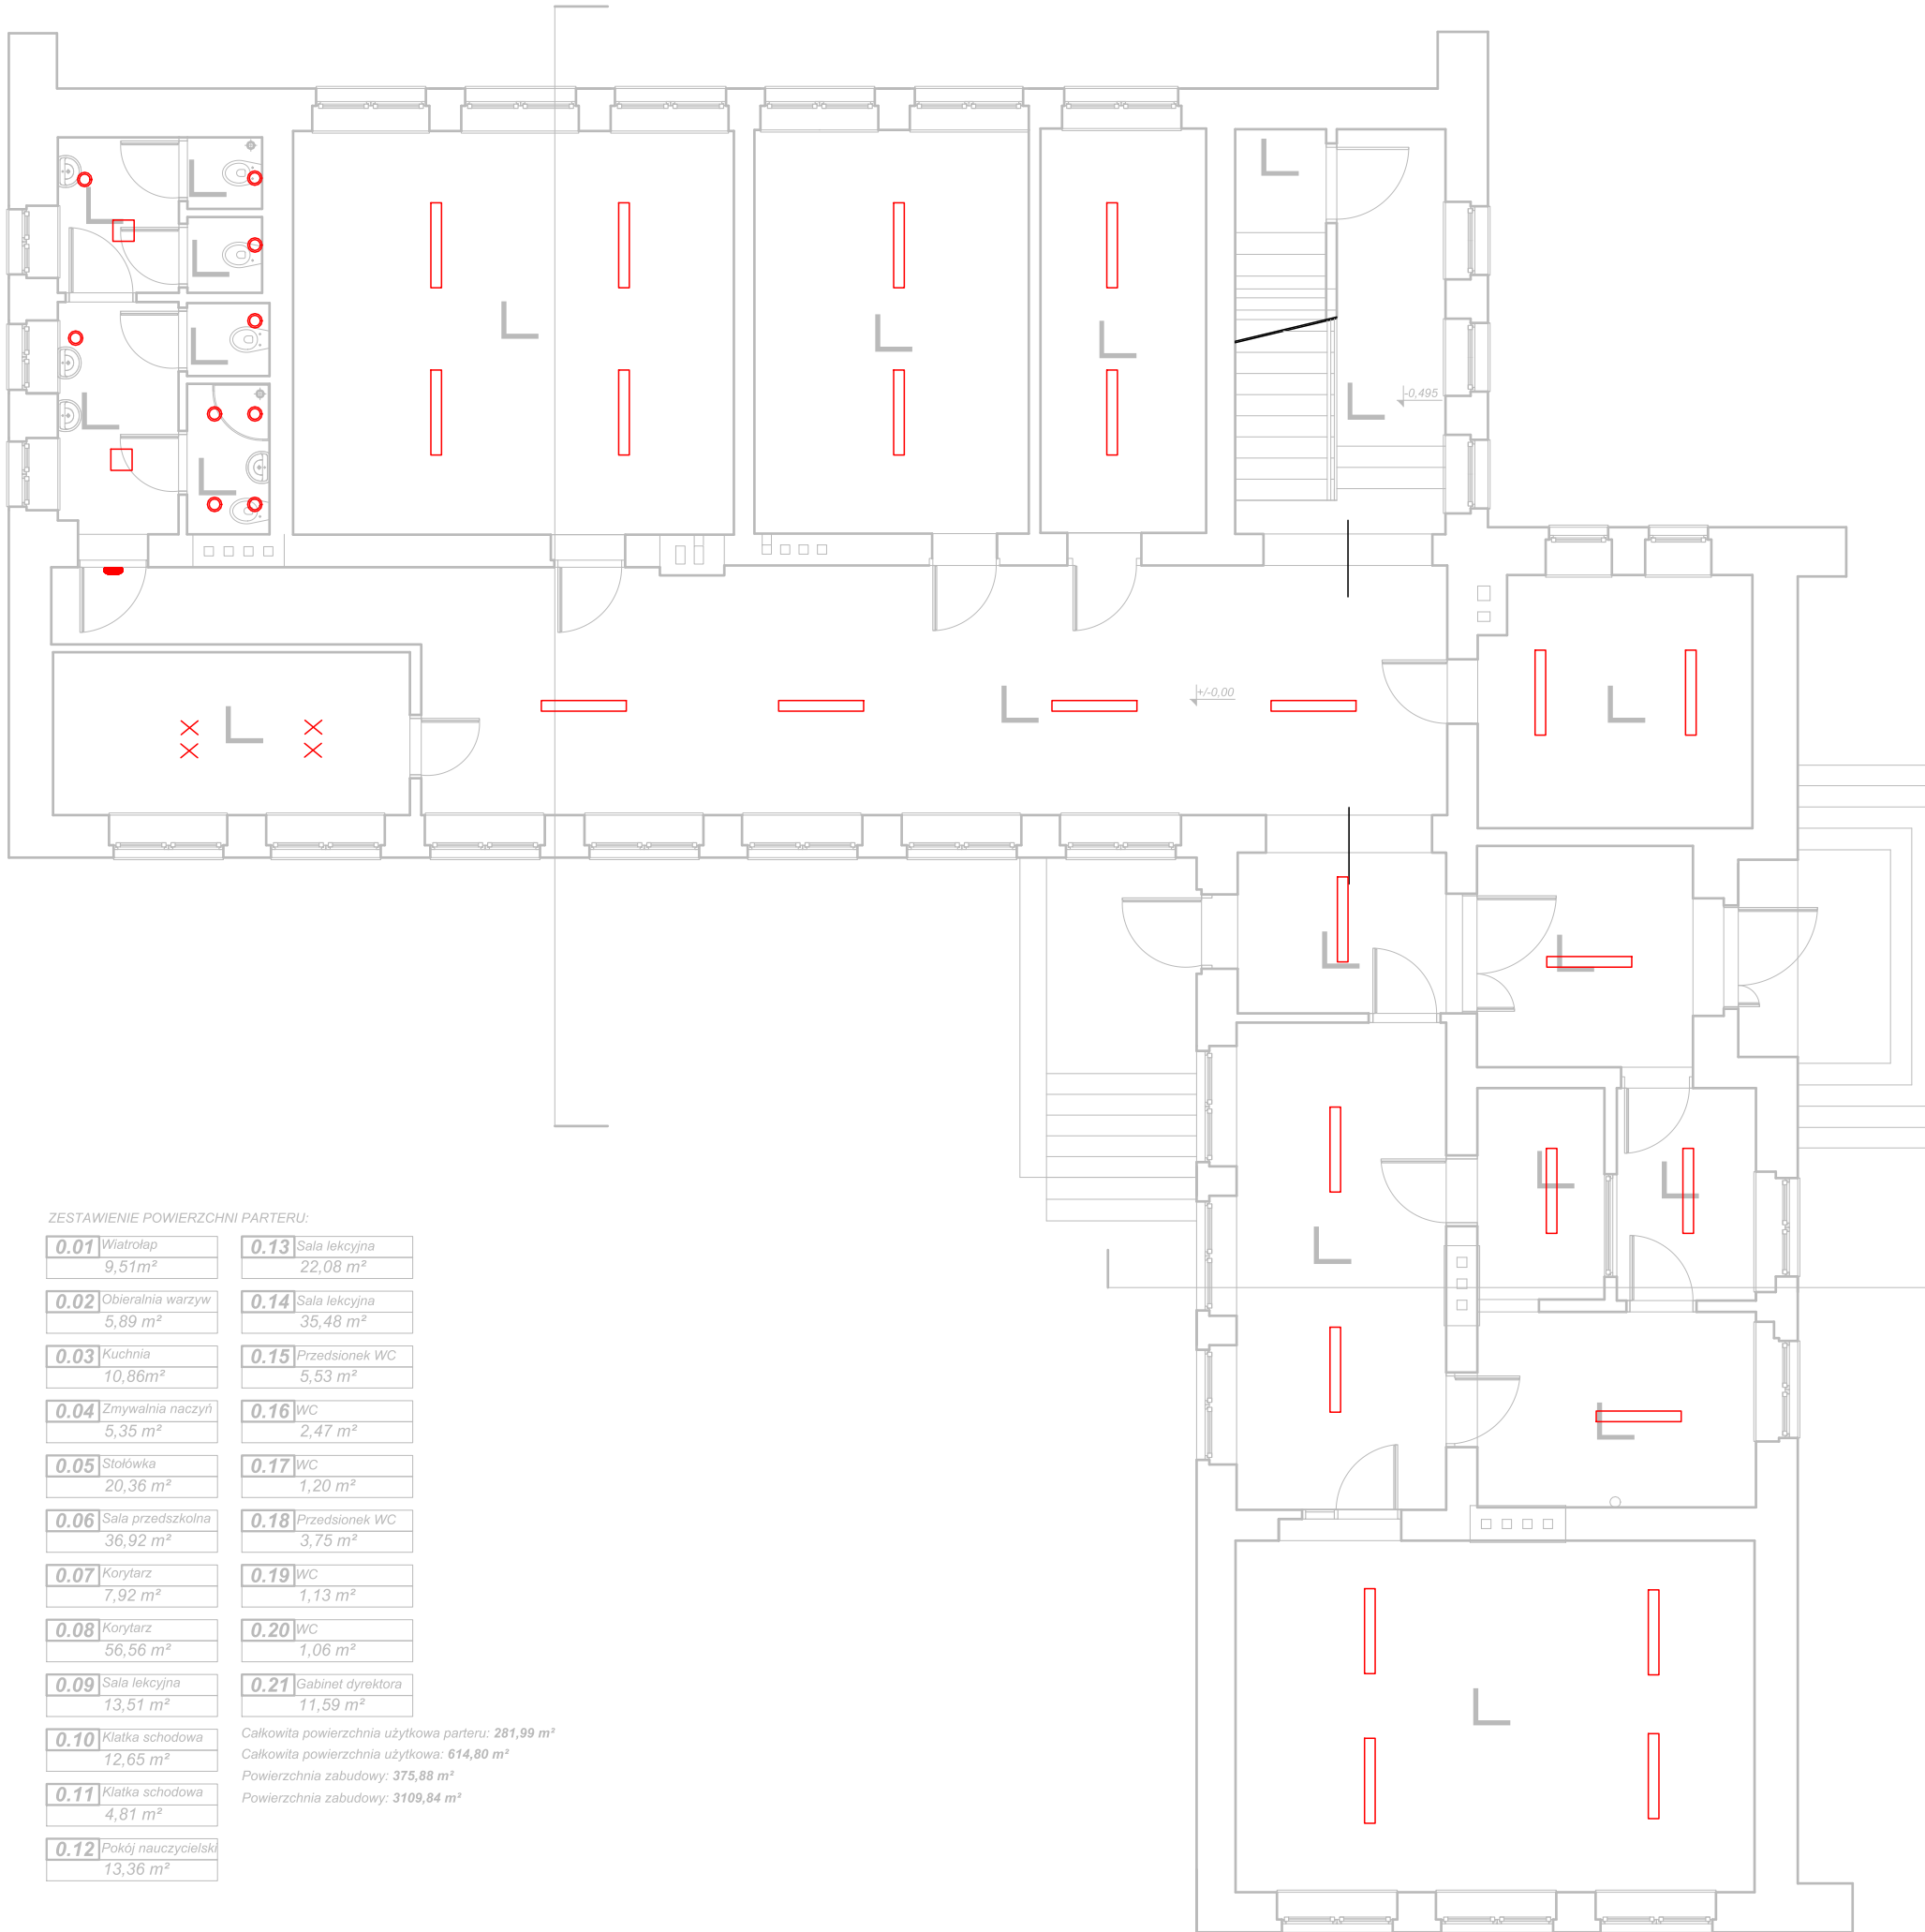 -0,495
+/-0,00
ZESTAWIENIE POWIERZCHNI PARTERU:
0.01 Wiatrołap
9,51m²
0.02 Obieralnia warzyw
5,89 m²
0.03 Kuchnia
10,86m²
0.04 Zmywalnia naczyń
5,35 m²
0.05 Stołówka
20,36 m²
0.06 Sala przedszkolna
36,92 m²
0.07 Korytarz
7,92 m²
0.08 Korytarz
56,56 m²
0.09 Sala lekcyjna
13,51 m²
0.10 Klatka schodowa
12,65 m²
0.11 Klatka schodowa
4,81 m²
0.12 Pokój nauczycielski
13,36 m²
0.13 Sala lekcyjna
22,08 m²
0.14 Sala lekcyjna
35,48 m²
0.15 Przedsionek WC
5,53 m²
0.16 WC
2,47 m²
0.17 WC
1,20 m²
0.18 Przedsionek WC
3,75 m²
0.19 WC
1,13 m²
0.20 WC
1,06 m²
0.21 Gabinet dyrektora
11,59 m²
Całkowita powierzchnia użytkowa parteru: 281,99 m²
Całkowita powierzchnia użytkowa: 614,80 m²
Powierzchnia zabudowy: 375,88 m²
Powierzchnia zabudowy: 3109,84 m²